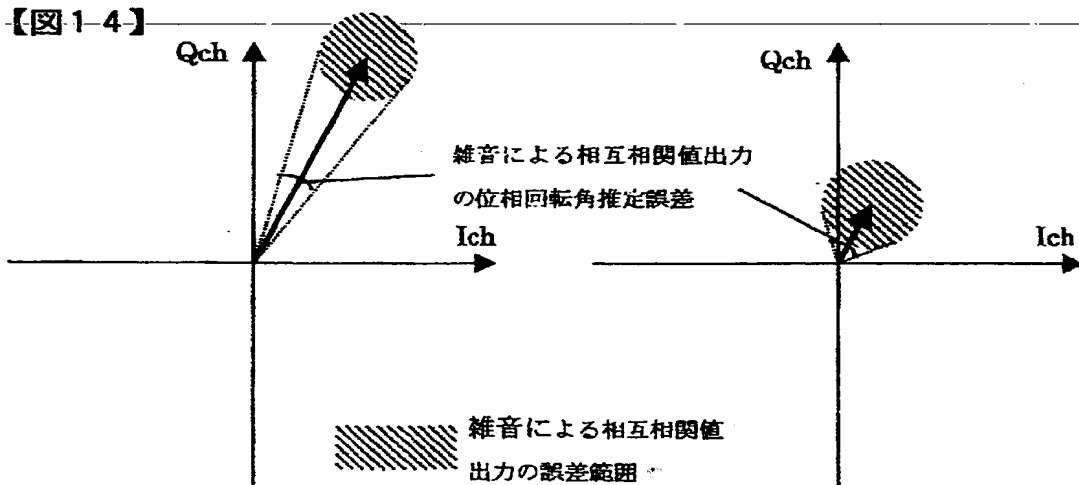 【図14】
Qch
Qch
雑音による相互相関値出力
の位相回転角推定誤差
Ich
Ich
雑音による相互相関値
出力の誤差範囲